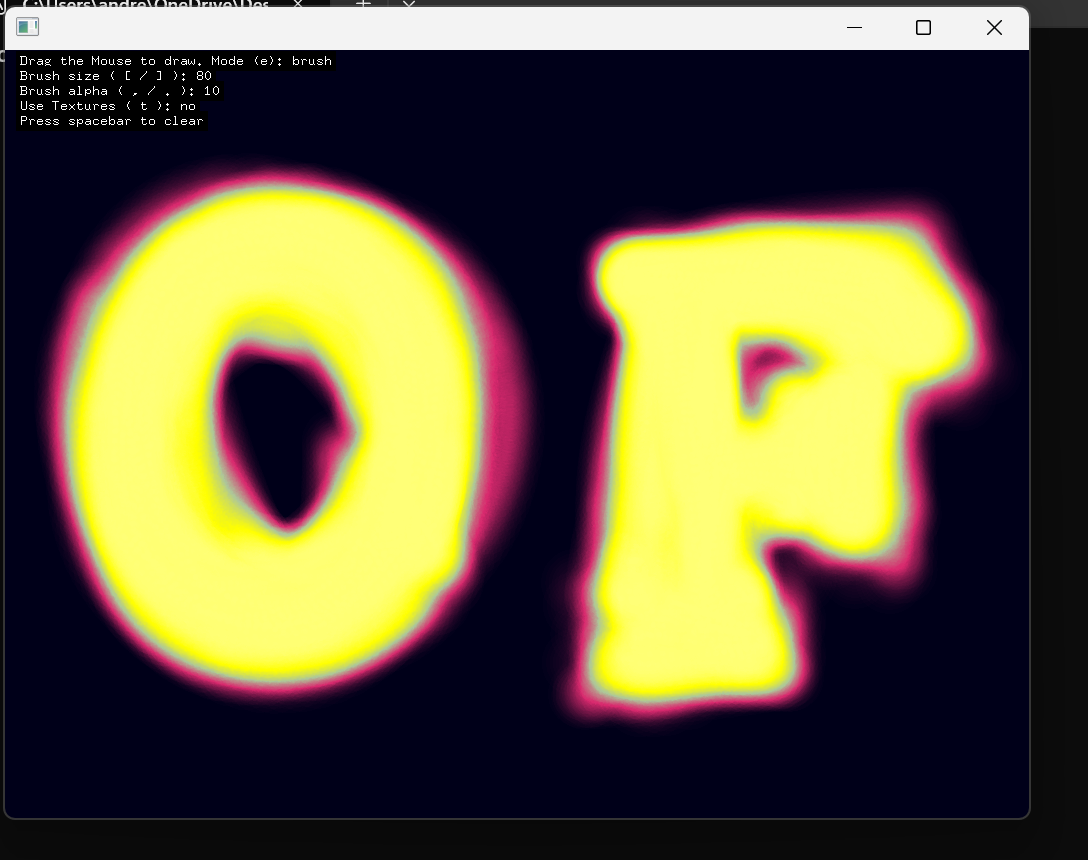 C:\Users\andre\OneDrive\Des
Drag the Mouse to draw. Mode (e): brush
Brush size ( [ / ] ): 80
Brush alpha ( , / . ): 10
Use Textures ( t ): no
Press spacebar to clear
OF